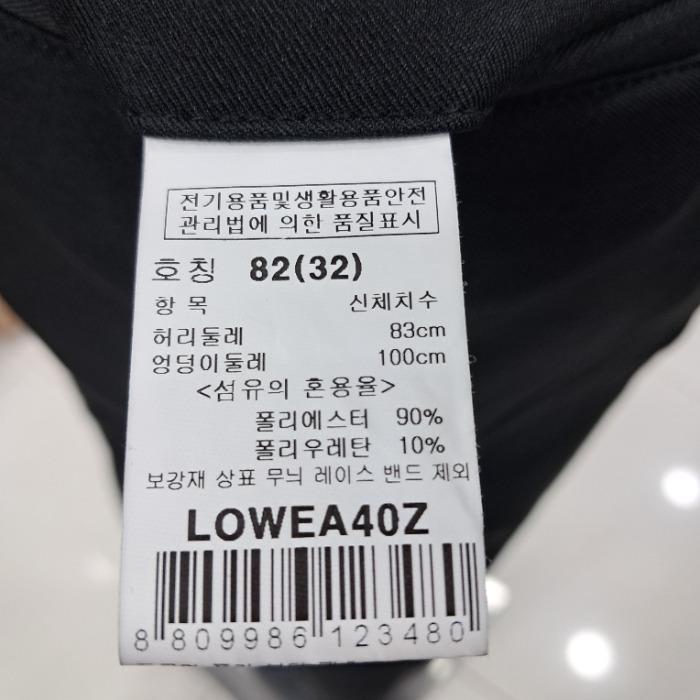 전기용품및생활용품안전
관리법에 의한 품질표시
호칭 82(32)
항 목 신체치수
허리둘레 83cm
엉덩이둘레 100cm
<섬유의 혼용율>
폴리에스터 90%
폴리우레탄 10%
보강재 상표 무늬 레이스 밴드 제외
LOWEA40Z
8 809986 123480